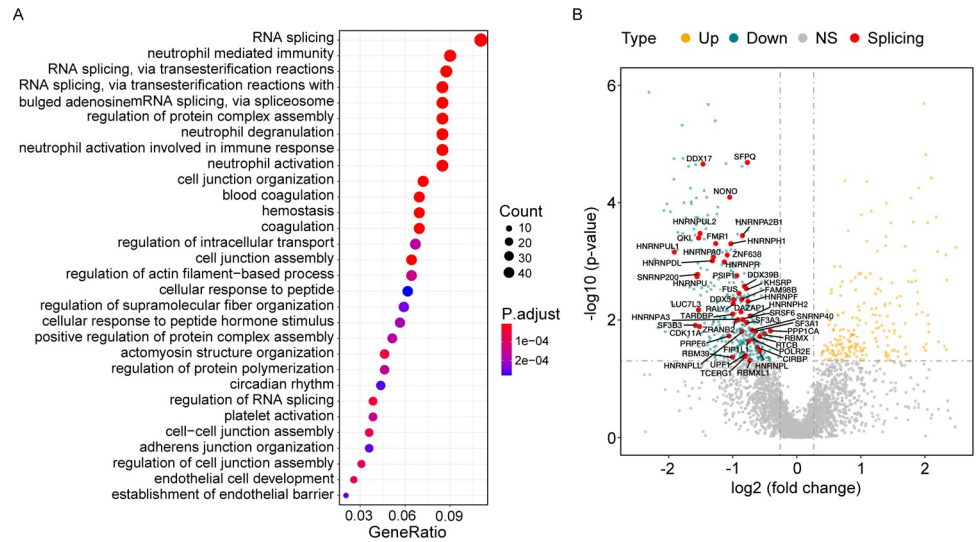 A
RNA splicing
neutrophil mediated immunity
RNA splicing, via transesterification reactions
RNA splicing, via transesterification reactions with
bulged adenosinemRNA splicing, via spliceosome
regulation of protein complex assembly
neutrophil degranulation
neutrophil activation involved in immune response
neutrophil activation
cell junction organization
blood coagulation
hemostasis
coagulation
regulation of intracellular transport
cell junction assembly
regulation of actin filament−based process
cellular response to peptide
regulation of supramolecular fiber organization
cellular response to peptide hormone stimulus
positive regulation of protein complex assembly
actomyosin structure organization
regulation of protein polymerization
circadian rhythm
regulation of RNA splicing
platelet activation
cell−cell junction assembly
adherens junction organization
regulation of cell junction assembly
endothelial cell development
establishment of endothelial barrier
0.03 0.06 0.09
GeneRatio
Count
10
20
30
40
P.adjust
1e−04
2e−04
B
Type Up Down NS Splicing
-log10 (p-value)
6
4
2
0
DDX17
SFPQ
NONO
HNRNPUL2
HNRNPA2B1
QKI
FMR1
HNRNPH1
HNRNPUL1
HNRNPA0
ZNF638
HNRNPDL
HNRNPR
SNRNP200
PSIP1
DDX39B
HNRNPU
KHSRP
FUS
FAM98B
DDX5
HNRNPF
LUC7L3
RALY
DAZAP1
HNRNPH2
HNRNPA3
TARDBP
SRSF6
SF3A3
SNRNP40
SF3B3
SF3A1
CDK11A
ZRANB2
PPP1CA
RBMX
PRPF6
RTCB
RBM39
FIP1L1
POLR2E
CIRBP
HNRNPLL
UPF1
HNRNPL
TCERG1
RBMXL1
-2 -1 0 1 2
log2 (fold change)